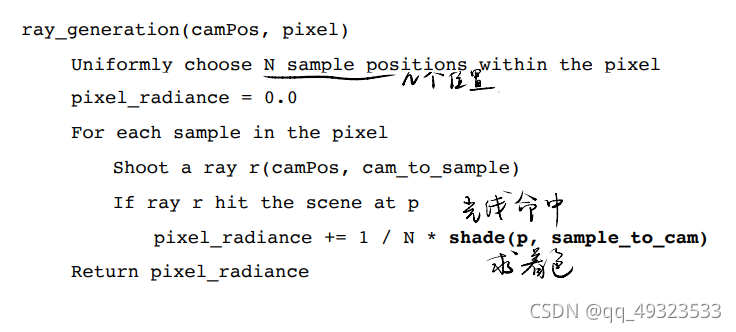 ray_generation(camPos, pixel)
Uniformly choose N sample positions within the pixel
N个位置
pixel_radiance = 0.0
For each sample in the pixel
Shoot a ray r(camPos, cam_to_sample)
If ray r hit the scene at p
光线命中
pixel_radiance += 1 / N * shade(p, sample_to_cam)
求着色
Return pixel_radiance
CSDN @qq_49323533